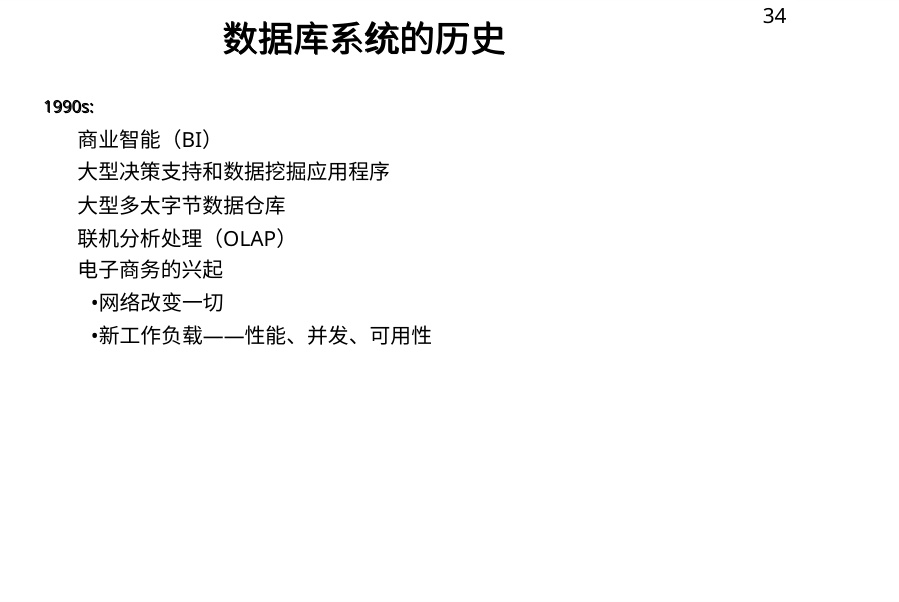 34
数据库系统的历史
1990s:
商业智能（BI）
大型决策支持和数据挖掘应用程序
大型多太字节数据仓库
联机分析处理（OLAP）
电子商务的兴起
•网络改变一切
•新工作负载——性能、并发、可用性